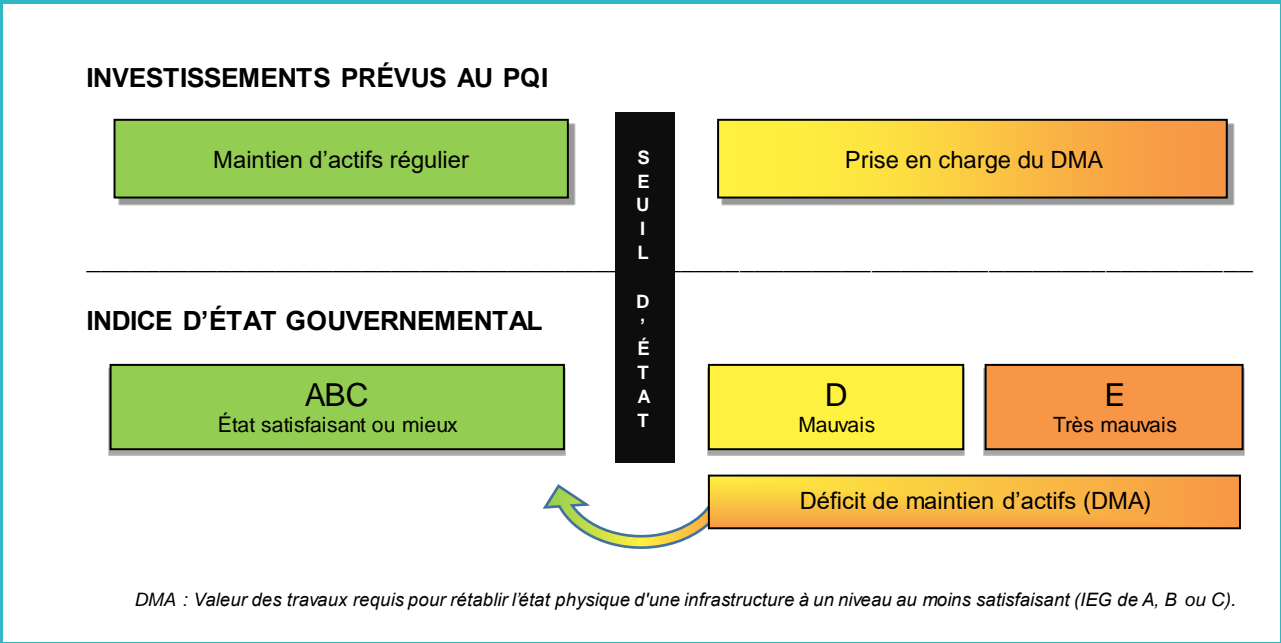 INVESTISSEMENTS PRÉVUS AU PQI
Maintien d'actifs régulier
SEUIL D'ÉTAT
Prise en charge du DMA
INDICE D'ÉTAT GOUVERNEMENTAL
ABC
État satisfaisant ou mieux
D
Mauvais
E
Très mauvais
Déficit de maintien d'actifs (DMA)
DMA : Valeur des travaux requis pour rétablir l'état physique d'une infrastructure à un niveau au moins satisfaisant (IEG de A, B ou C).